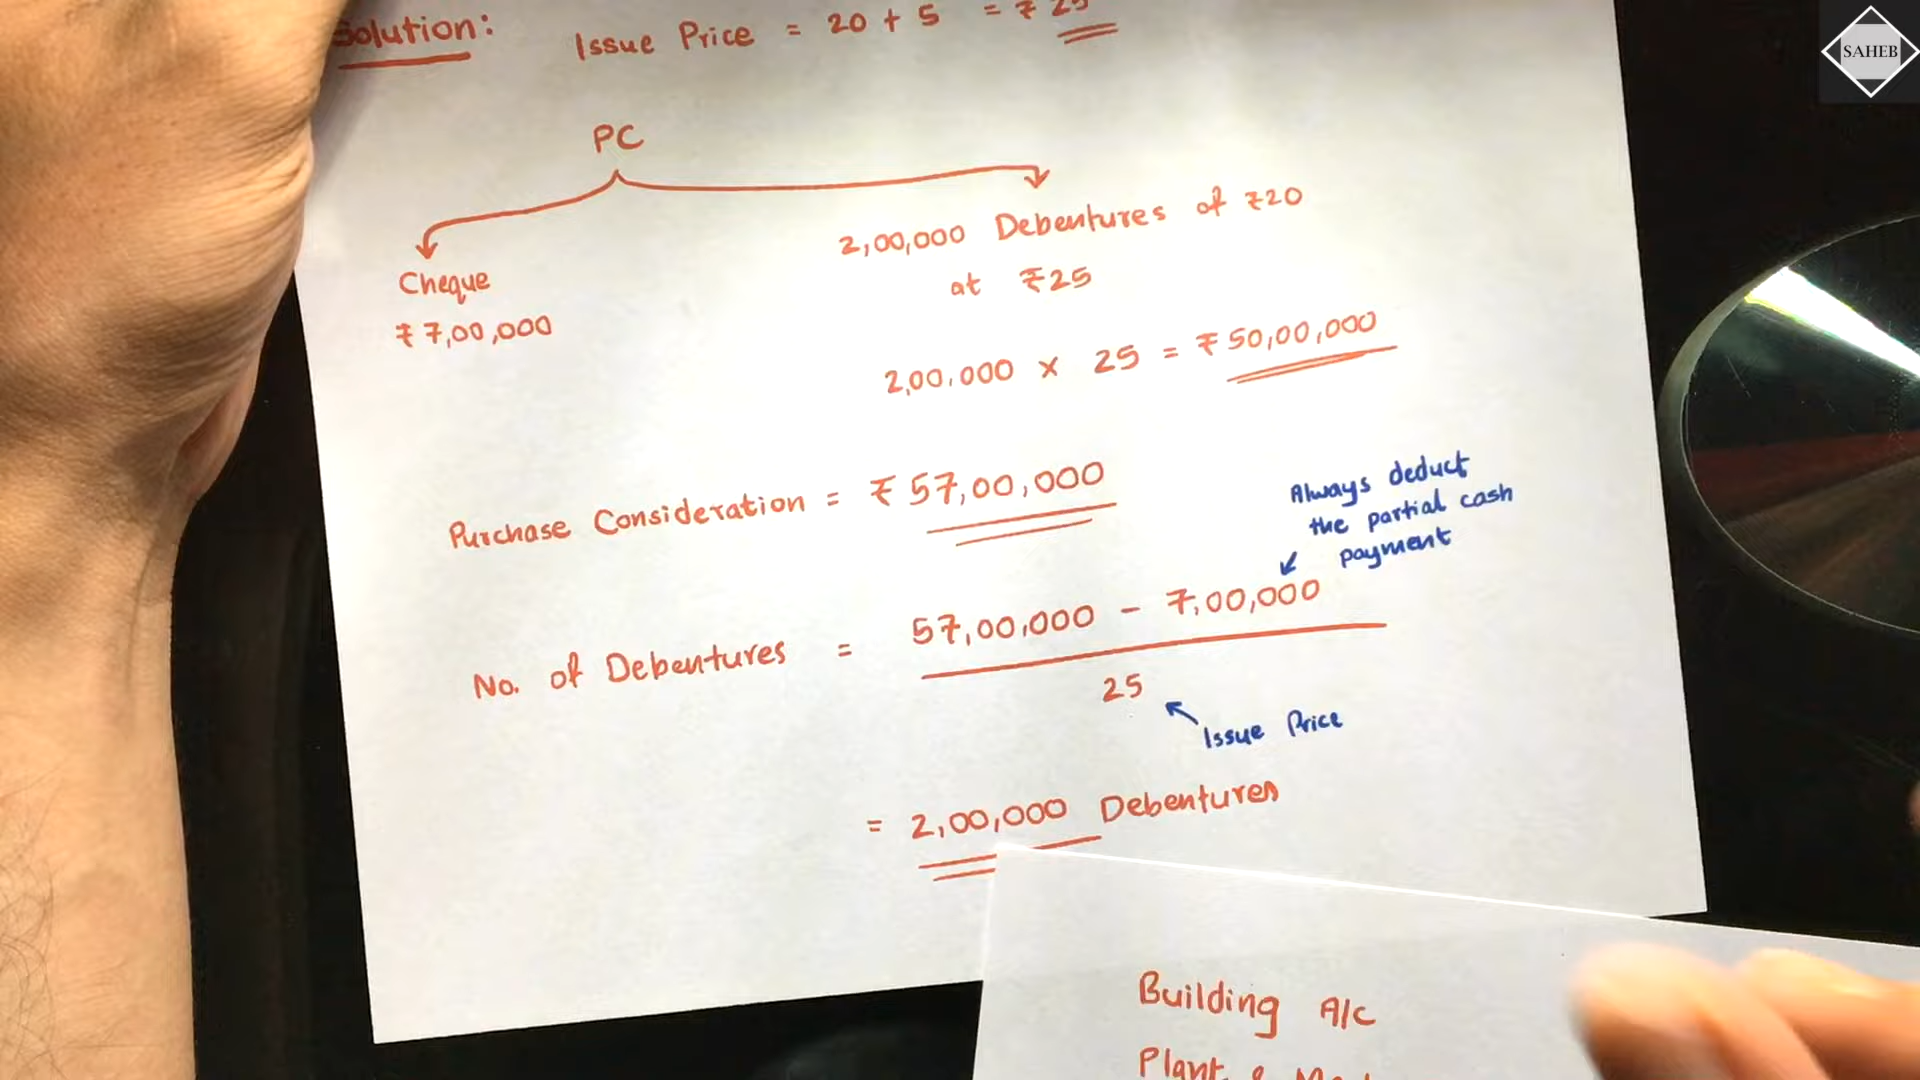 Solution: Issue Price = 20 + 5 = ₹ 25
SAHEB
PC
Cheque
₹ 7,00,000
2,00,000 Debentures of ₹20
at ₹25
2,00,000 × 25 = ₹ 50,00,000
Purchase Consideration = ₹ 57,00,000
Always deduct
the partial cash
payment
No. of Debentures = 57,00,000 - 7,00,000
25
Issue Price
= 2,00,000 Debentures
Building A/c
Plant &